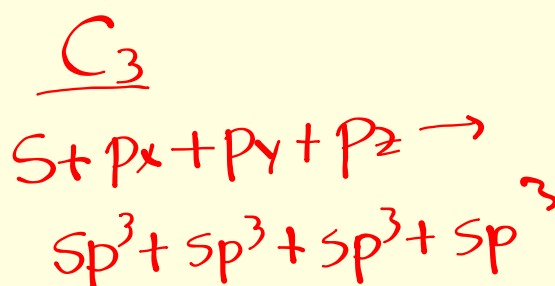 C₃
S+ px + py + pz →
sp³ + sp³ + sp³ + sp³